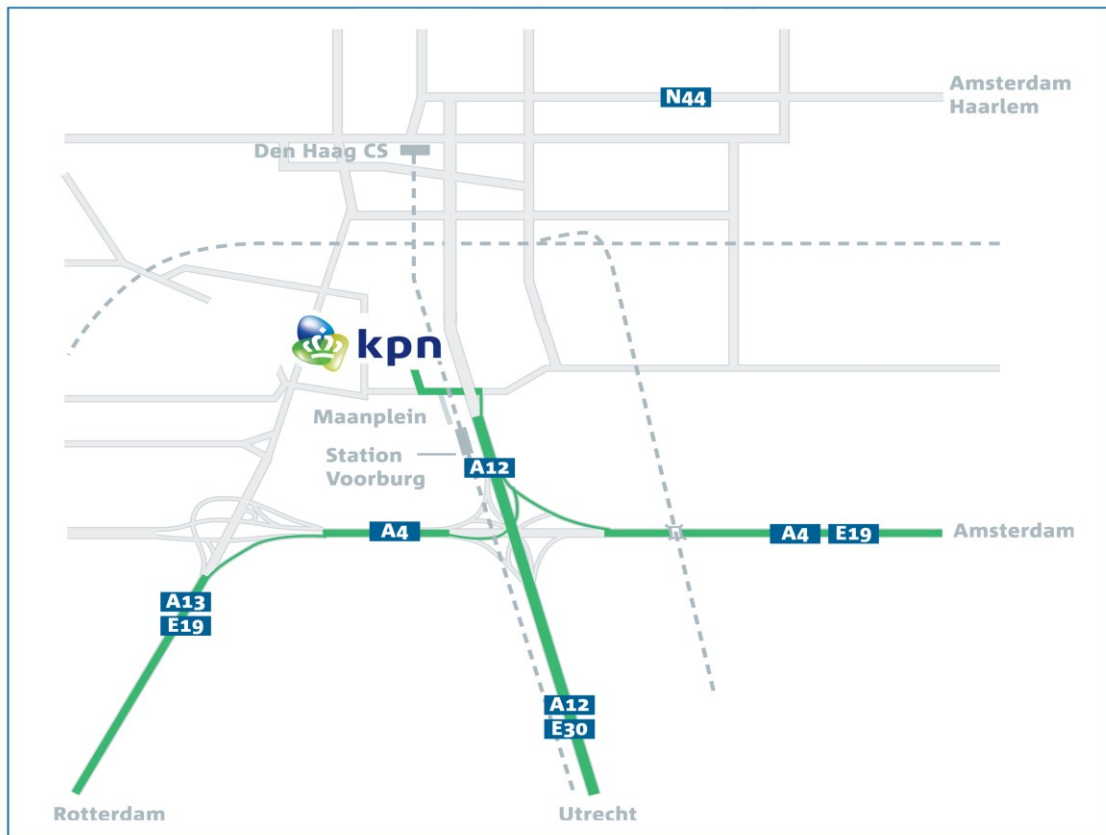 Amsterdam
Haarlem
N44
Den Haag CS
kpn
Maanplein
Station
Voorburg
A12
A4
A4
E19
Amsterdam
A13
E19
A12
E30
Rotterdam
Utrecht